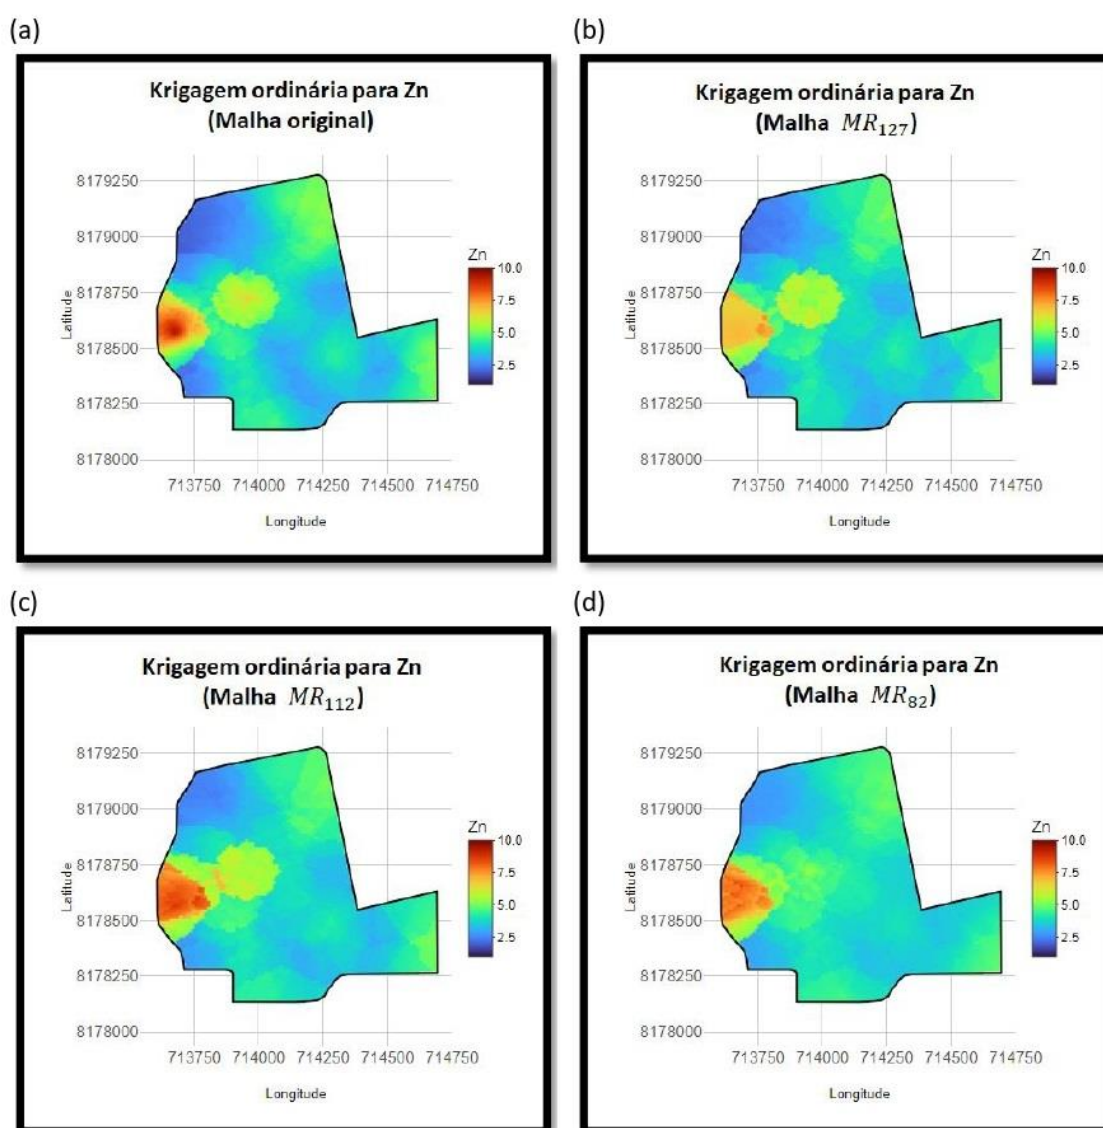 (a)
Krigagem ordinária para Zn
(Malha original)
8179250
8179000
8178750
8178500
8178250
8178000
Latitude
713750 714000 714250 714500 714750
Longitude
Zn
10.0
7.5
5.0
2.5
(b)
Krigagem ordinária para Zn
(Malha MR127)
8179250
8179000
8178750
8178500
8178250
8178000
Latitude
713750 714000 714250 714500 714750
Longitude
Zn
10.0
7.5
5.0
2.5
(c)
Krigagem ordinária para Zn
(Malha MR112)
8179250
8179000
8178750
8178500
8178250
8178000
Latitude
713750 714000 714250 714500 714750
Longitude
Zn
10.0
7.5
5.0
2.5
(d)
Krigagem ordinária para Zn
(Malha MR82)
8179250
8179000
8178750
8178500
8178250
8178000
Latitude
713750 714000 714250 714500 714750
Longitude
Zn
10.0
7.5
5.0
2.5